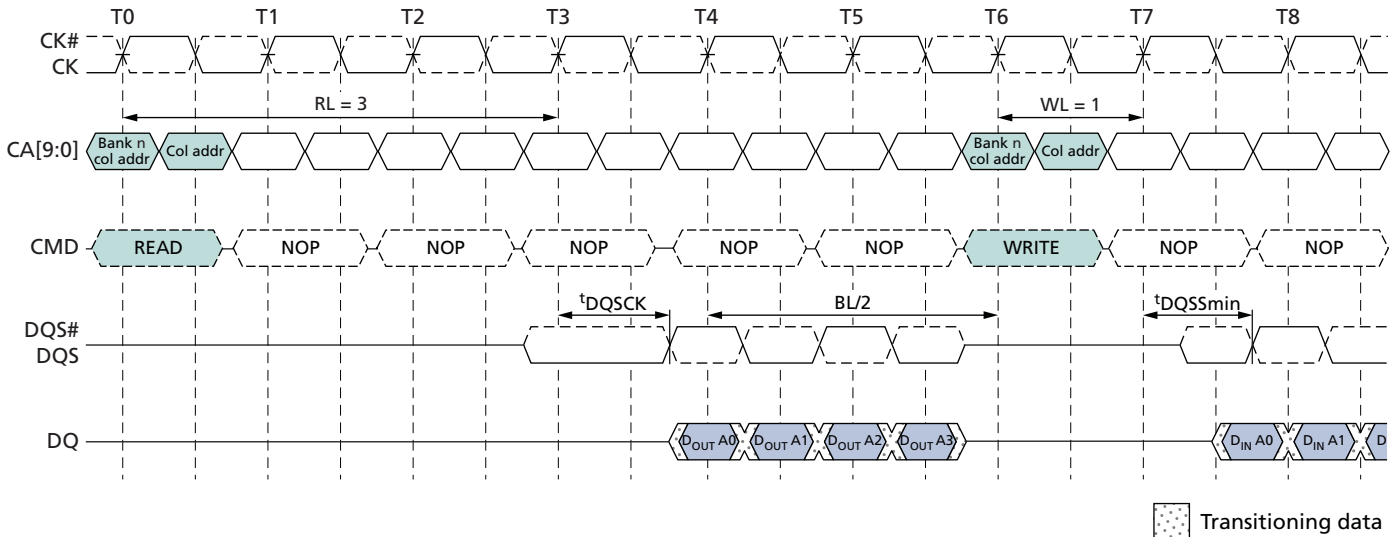 T0 T1 T2 T3 T4 T5 T6 T7 T8
CK#
CK
RL = 3 WL = 1
CA[9:0] Bank n col addr Col addr Bank n col addr Col addr
CMD READ NOP NOP NOP NOP NOP WRITE NOP NOP
tDQSCK BL/2 tDQSSmin
DQS#
DQS
DQ DOUT A0 DOUT A1 DOUT A2 DOUT A3 DIN A0 DIN A1 D
Transitioning data